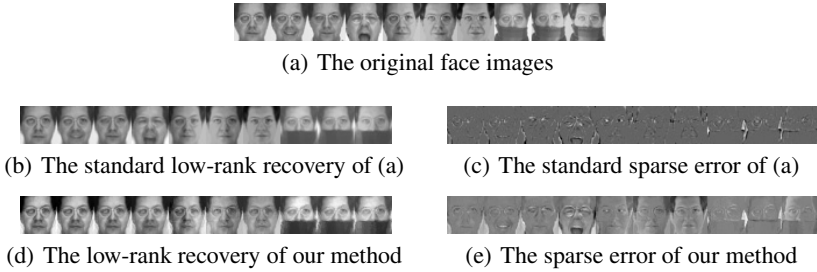 (a) The original face images
(b) The standard low-rank recovery of (a)
(c) The standard sparse error of (a)
(d) The low-rank recovery of our method
(e) The sparse error of our method